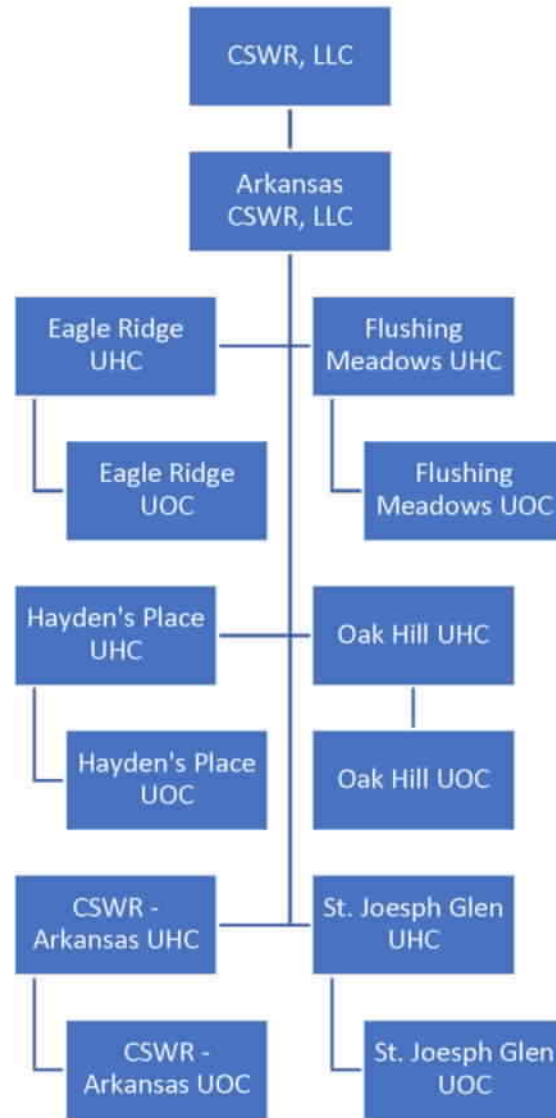 CSWR, LLC
Arkansas
CSWR, LLC
Eagle Ridge
UHC
Flushing
Meadows UHC
Eagle Ridge
UOC
Flushing
Meadows UOC
Hayden's Place
UHC
Oak Hill UHC
Hayden's Place
UOC
Oak Hill UOC
CSWR -
Arkansas UHC
St. Joesph Glen
UHC
CSWR -
Arkansas UOC
St. Joesph Glen
UOC